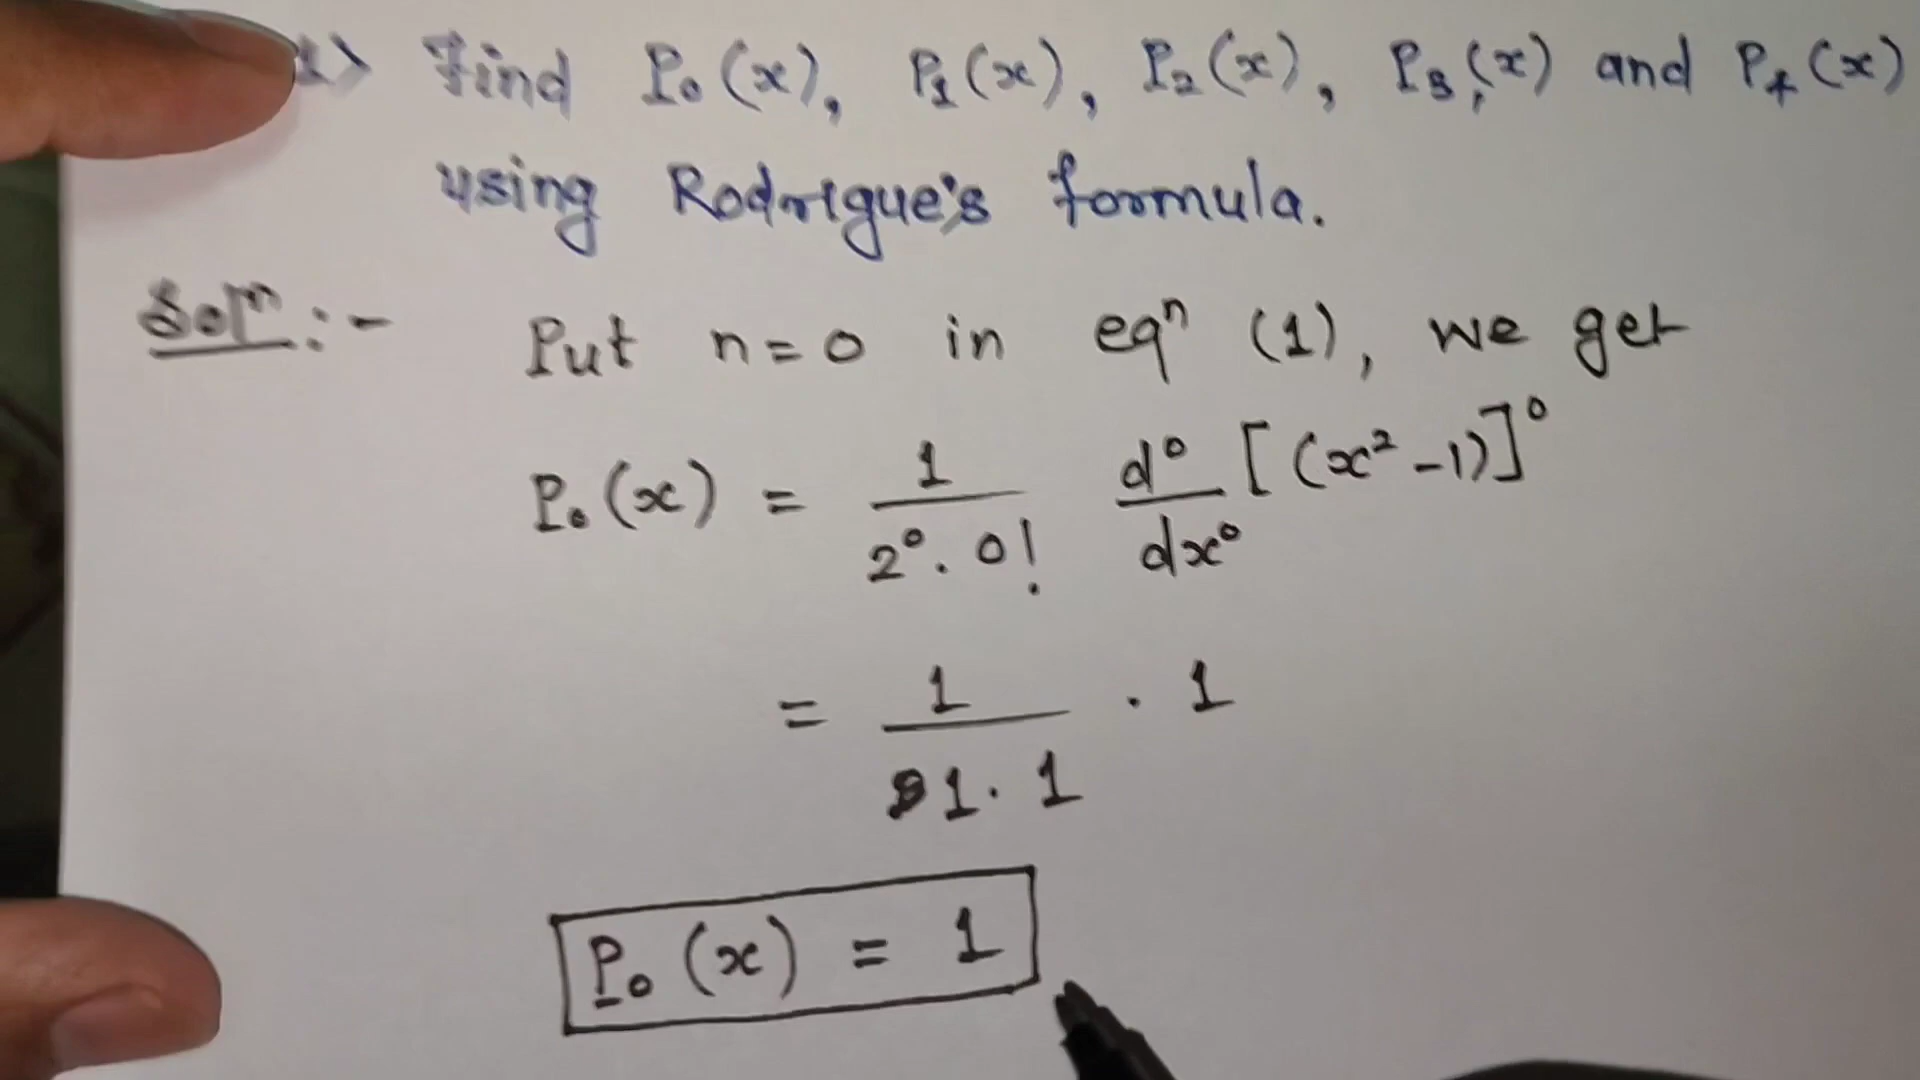 1) Find P₀(x), P₁(x), P₂(x), P₃,(x) and P₄(x)
using Rodrigue's formula.
Solⁿ :- Put n=0 in eqⁿ (1), we get
P₀(x) = 1/(2⁰ . 0!) d⁰/dx⁰ [(x²-1)]⁰
= 1/(1 . 1) . 1
P₀(x) = 1